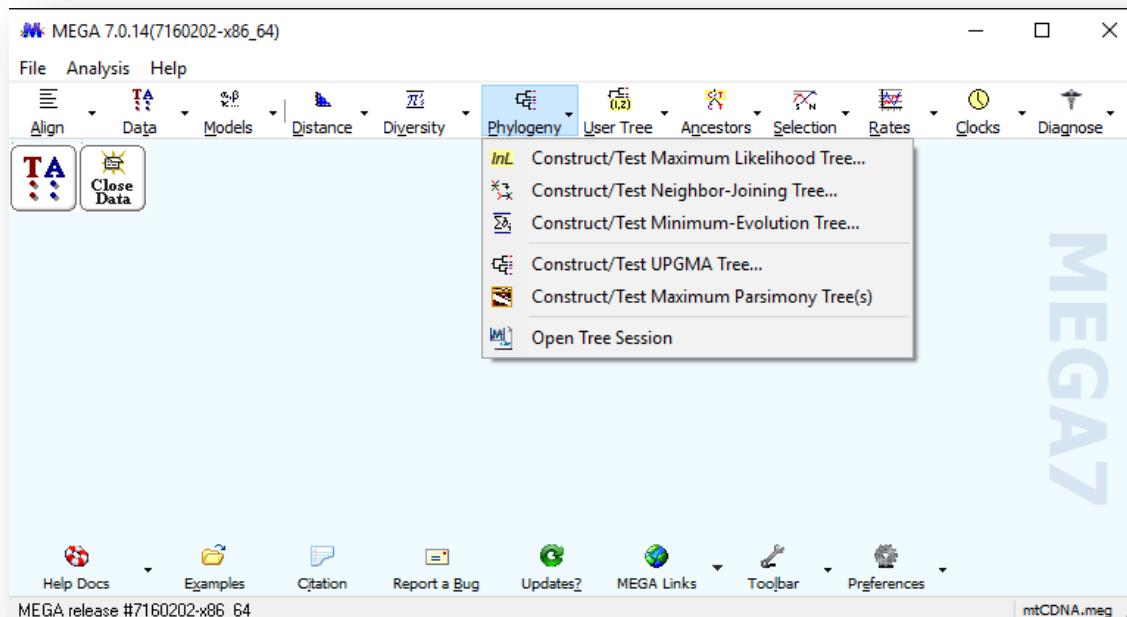 MEGA 7.0.14(7160202-x86_64)
File Analysis Help
Align Data Models Distance Diversity Phylogeny User Tree Ancestors Selection Rates Clocks Diagnose
TA
Close
Data
lnL Construct/Test Maximum Likelihood Tree...
Construct/Test Neighbor-Joining Tree...
Construct/Test Minimum-Evolution Tree...
Construct/Test UPGMA Tree...
Construct/Test Maximum Parsimony Tree(s)
Open Tree Session
MEGA7
Help Docs Examples Citation Report a Bug Updates? MEGA Links Toolbar Preferences
MEGA release #7160202-x86_64 mtCDNA.meg